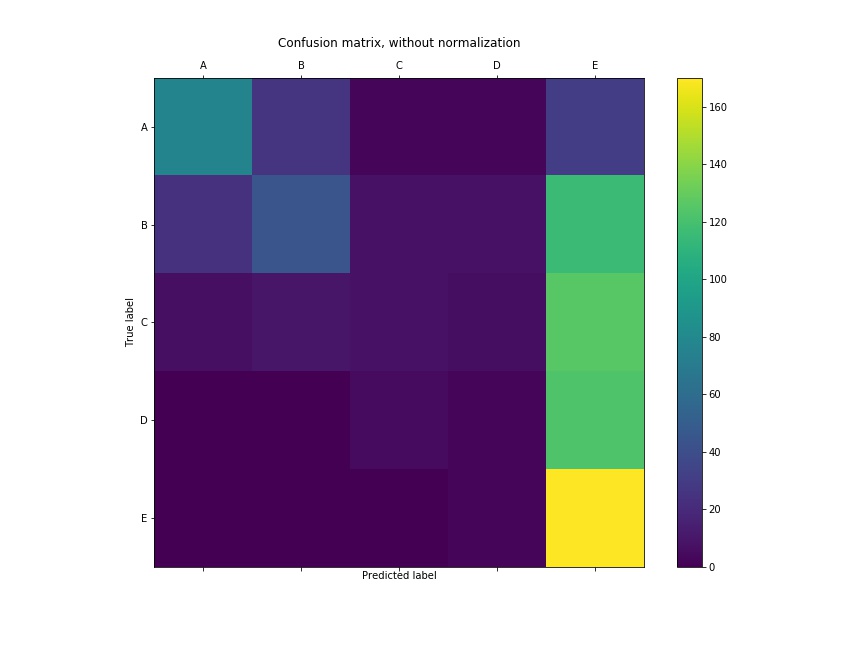 Confusion matrix, without normalization
A B C D E
A
B
C
D
E
True label
Predicted label
160
140
120
100
80
60
40
20
0